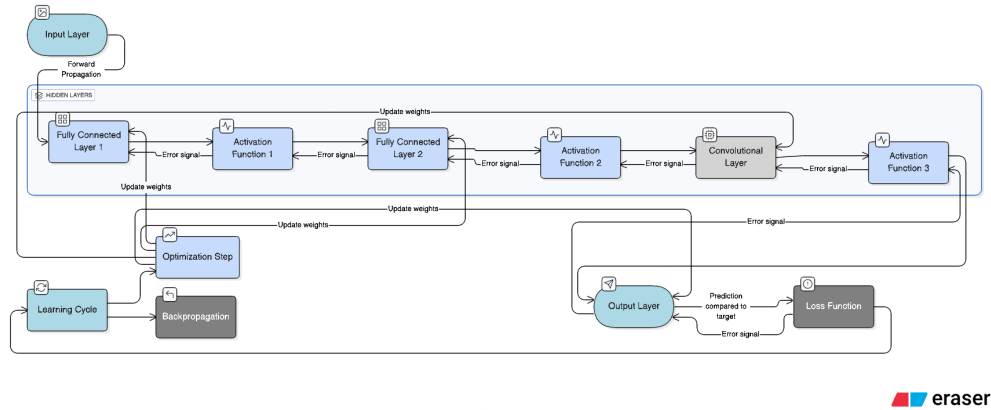 Input Layer
Forward
Propagation
HIDDEN LAYERS
Update weights
Fully Connected
Layer 1
Activation
Function 1
Fully Connected
Layer 2
Activation
Function 2
Convolutional
Layer
Activation
Function 3
Error signal
Error signal
Error signal
Error signal
Error signal
Update weights
Update weights
Update weights
Error signal
Optimization Step
Learning Cycle
Backpropagation
Output Layer
Prediction
compared to
target
Loss Function
Error signal
eraser